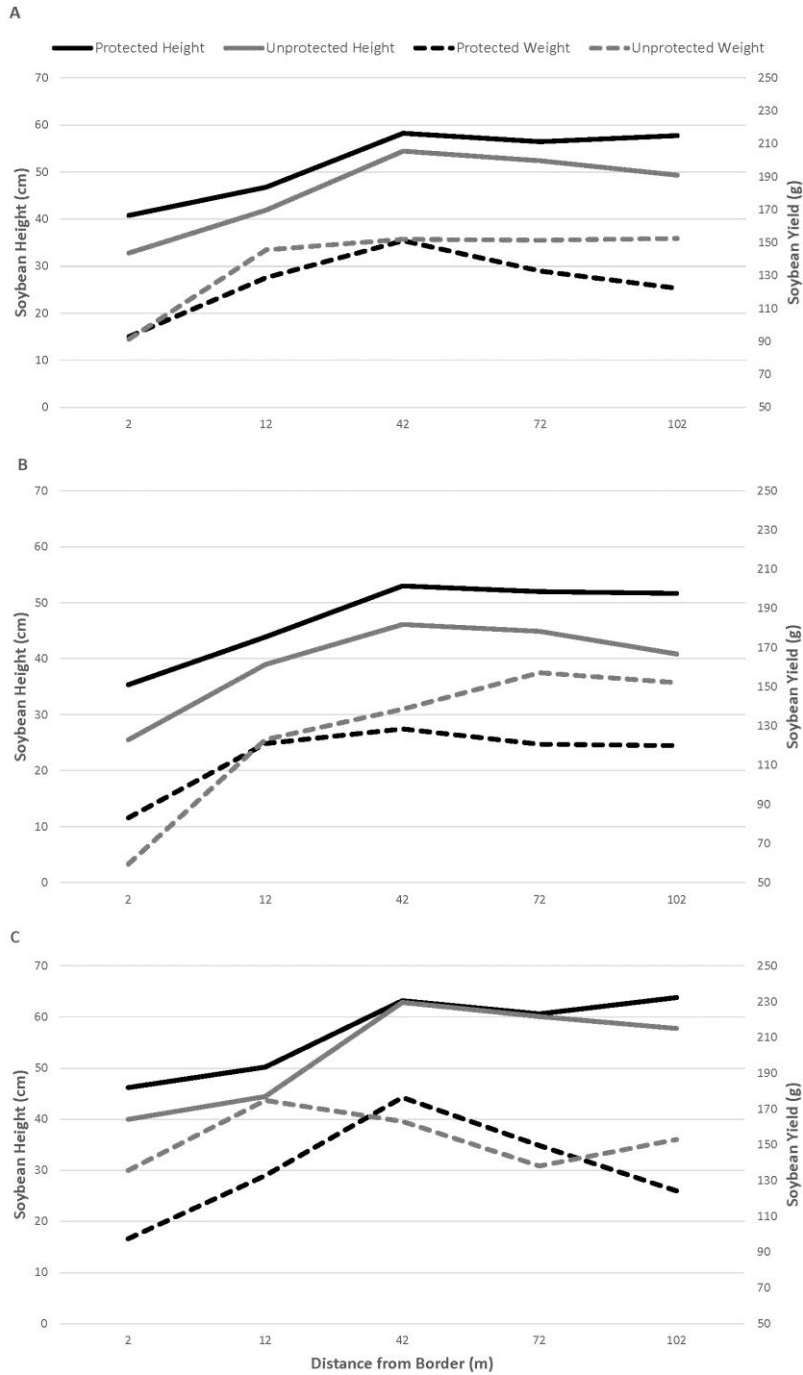 A
Protected Height Unprotected Height Protected Weight Unprotected Weight
70 250
230
60 210
50 190
170
40 150
30 130
20 110
90
10 70
0 50
Soybean Height (cm)
Soybean Yield (g)
2 12 42 72 102
B
70 250
60 230
210
50 190
40 170
150
30 130
20 110
90
10 70
0 50
Soybean Height (cm)
Soybean Yield (g)
2 12 42 72 102
C
70 250
60 230
210
50 190
40 170
150
30 130
20 110
90
10 70
0 50
Soybean Height (cm)
Soybean Yield (g)
2 12 42 72 102
Distance from Border (m)